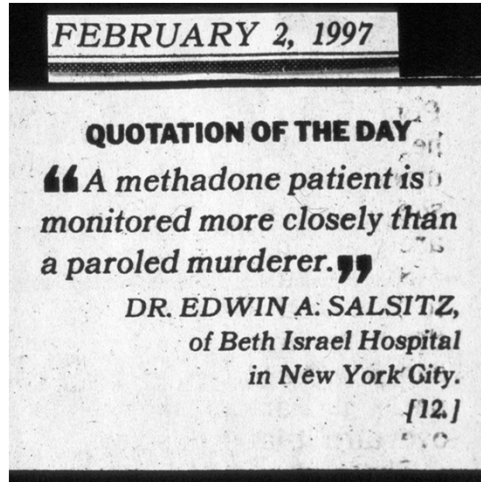 FEBRUARY 2, 1997
QUOTATION OF THE DAY
“A methadone patient is
monitored more closely than
a paroled murderer.”
DR. EDWIN A. SALSITZ,
of Beth Israel Hospital
in New York City.
[12.]